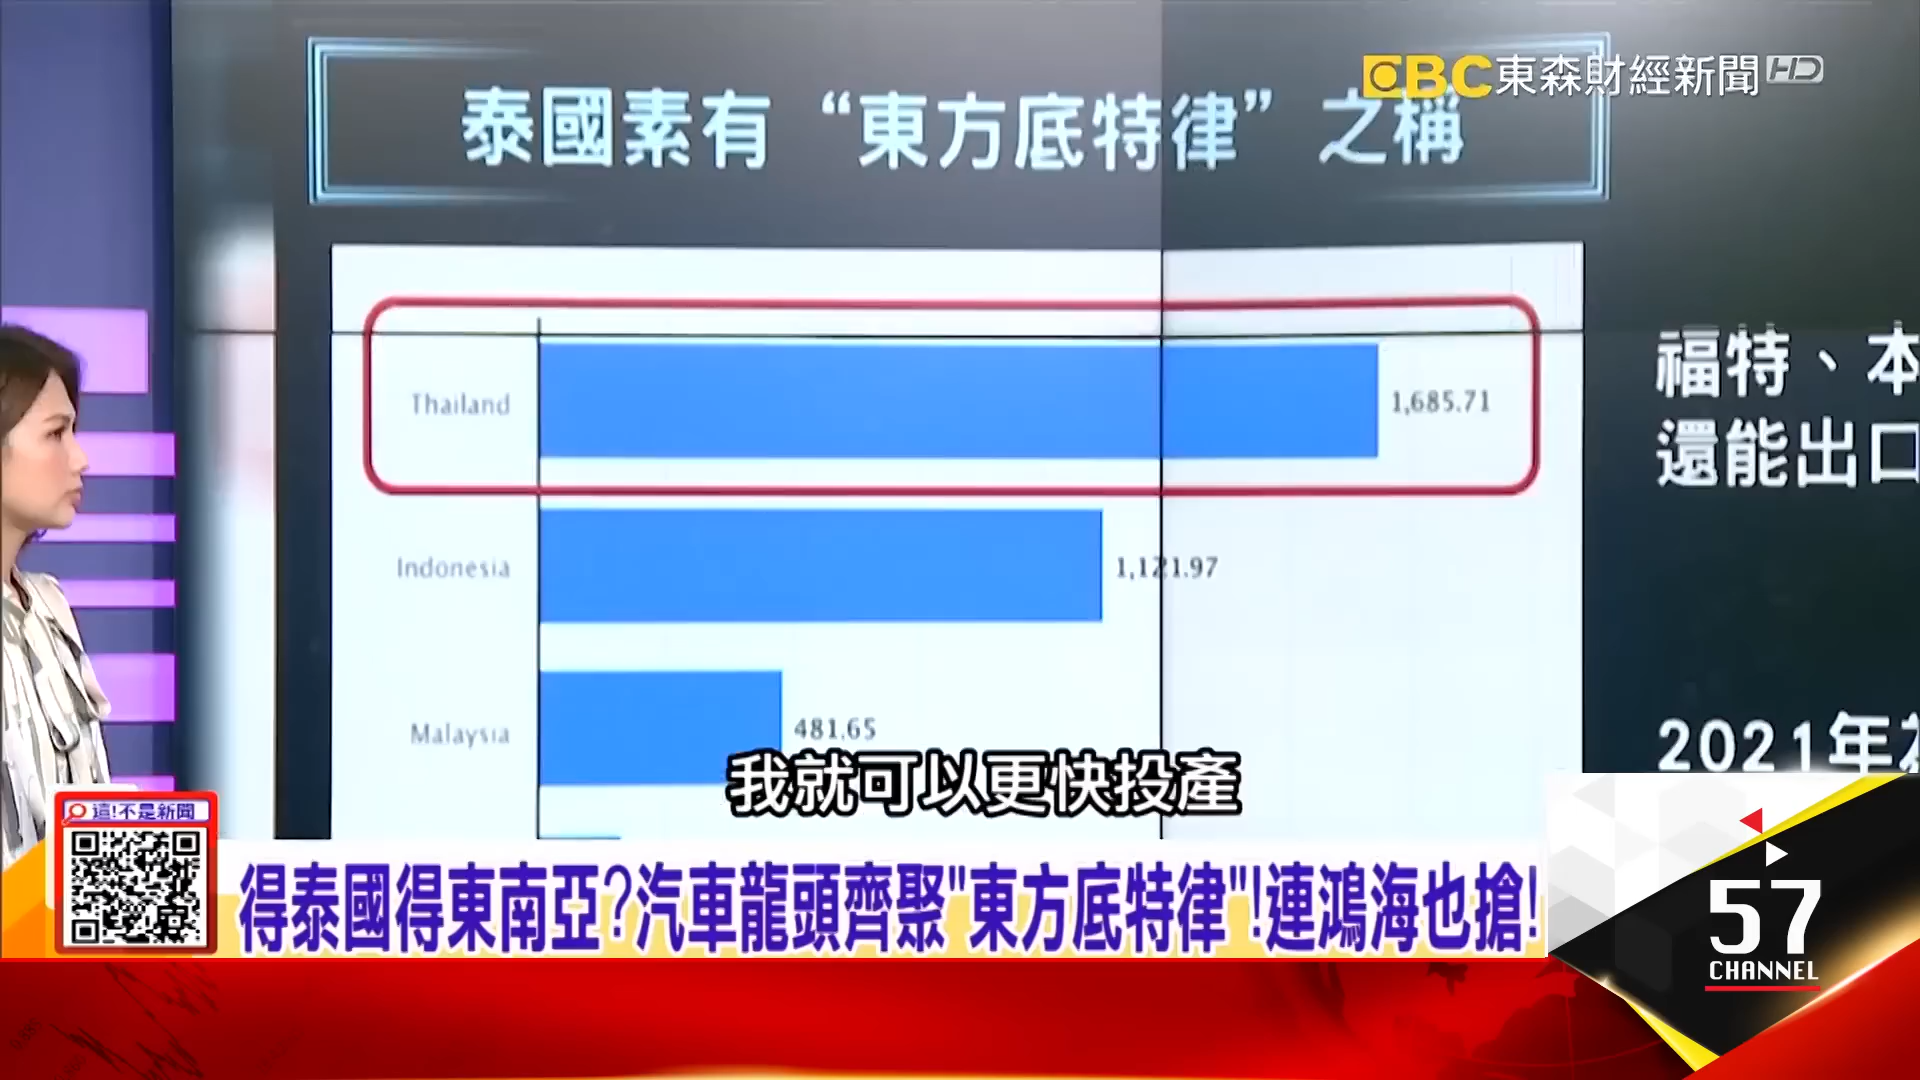 EBC東森財經新聞HD
泰國素有“東方底特律”之稱
Thailand
1,685.71
Indonesia
1,121.97
Malaysia
481.65
福特、本
還能出口
2021年為
我就可以更快投產
這!不是新聞
得泰國得東南亞?汽車龍頭齊聚"東方底特律"!連鴻海也搶!
57
CHANNEL